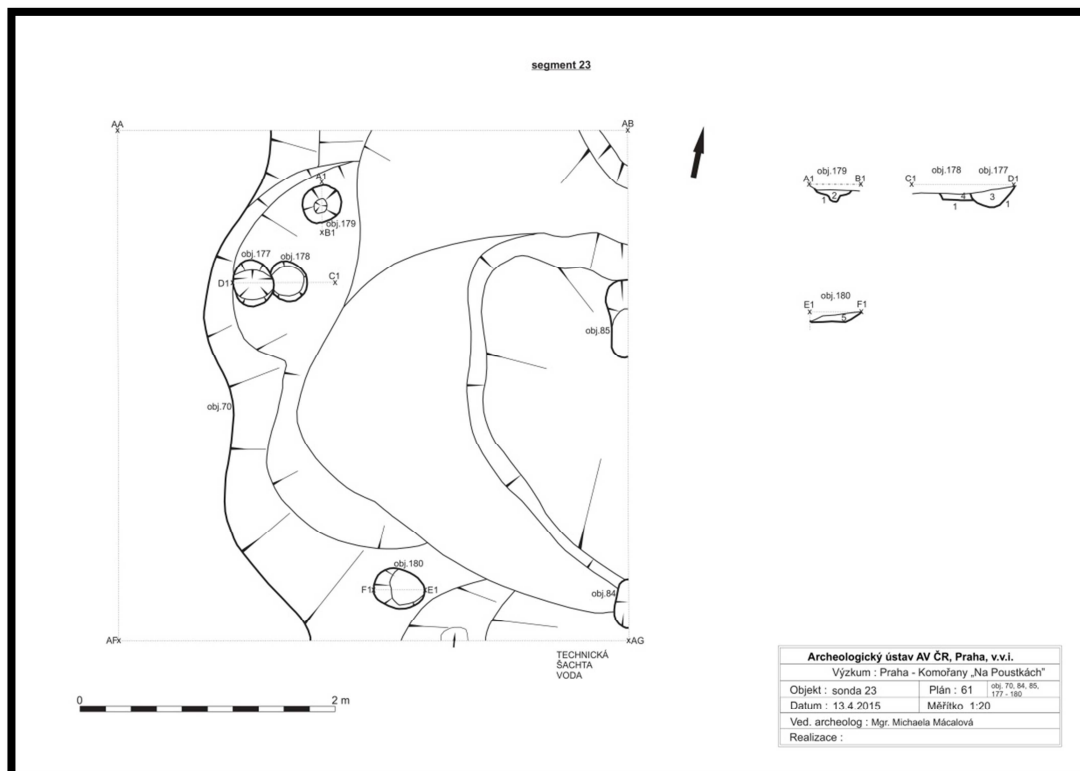 segment 23
AA
AB
A1
obj.179
B1
obj.177
obj.178
D1
C1
obj.85
obj.70
obj.180
F1
E1
obj.84
AF
AG
TECHNICKÁ
ŠACHTA
VODA
0
2 m
obj.179
A1
B1
1
2
obj.178
obj.177
C1
D1
4
3
1
1
obj.180
E1
F1
5
Archeologický ústav AV ČR, Praha, v.v.i.
Výzkum : Praha - Komořany „Na Poustkách"
Objekt : sonda 23
Plán : 61
obj. 70, 84, 85,
177 - 180
Datum : 13.4.2015
Měřítko 1:20
Ved. archeolog : Mgr. Michaela Mácalová
Realizace :